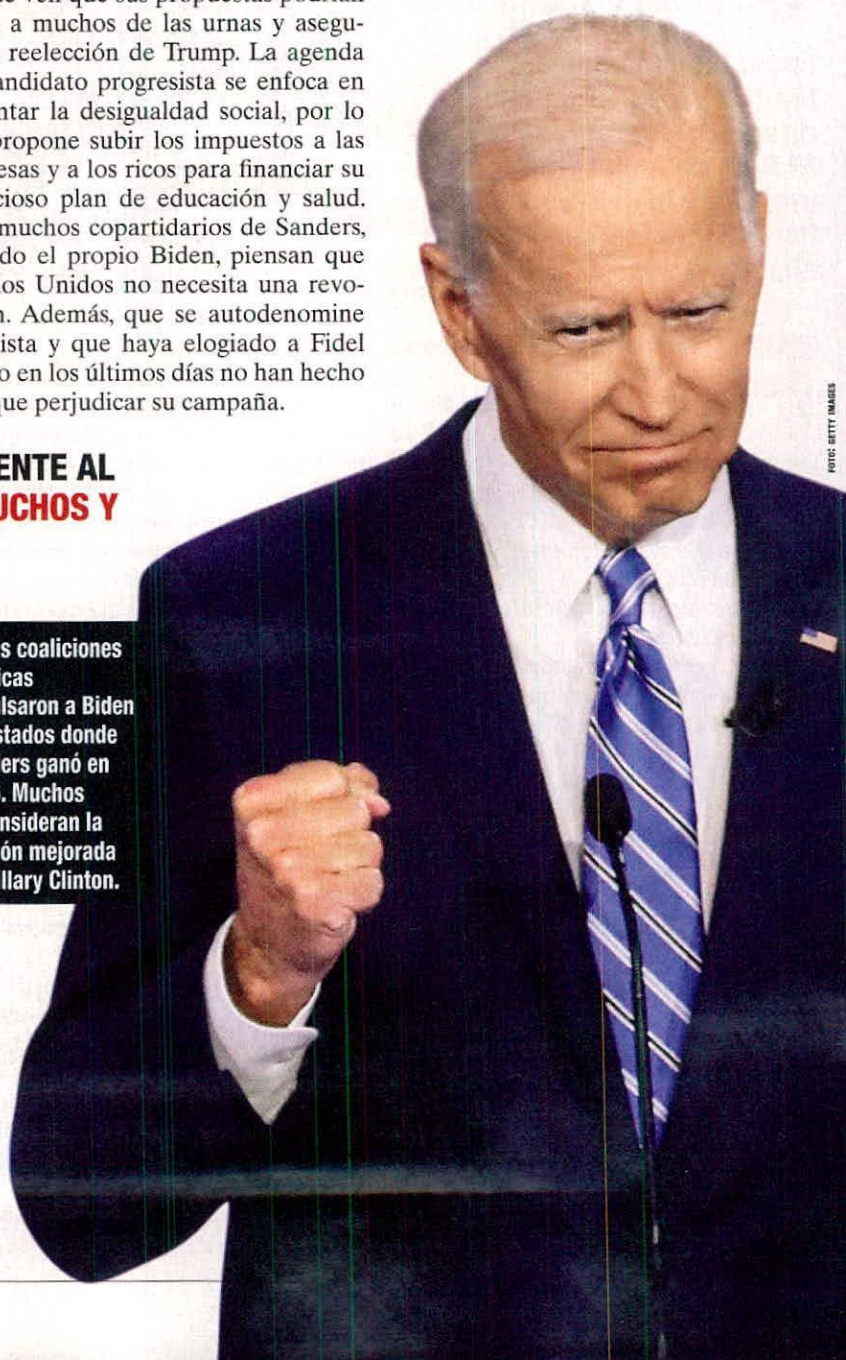 que sus propuestas podrían
a muchos de las urnas y asegu-
reelección de Trump. La agenda
andidato progresista se enfoca en
ntar la desigualdad social, por lo
propone subir los impuestos a las
esas y a los ricos para financiar su
cioso plan de educación y salud.
muchos copartidarios de Sanders,
do el propio Biden, piensan que
os Unidos no necesita una revo-
n. Además, que se autodenomine
ista y que haya elogiado a Fidel
o en los últimos días no han hecho
que perjudicar su campaña.
ENTE AL
UCHOS Y
s coaliciones
icas
lsaron a Biden
stados donde
ers ganó en
. Muchos
nsideran la
ón mejorada
llary Clinton.
FOTO: GETTY IMAGES